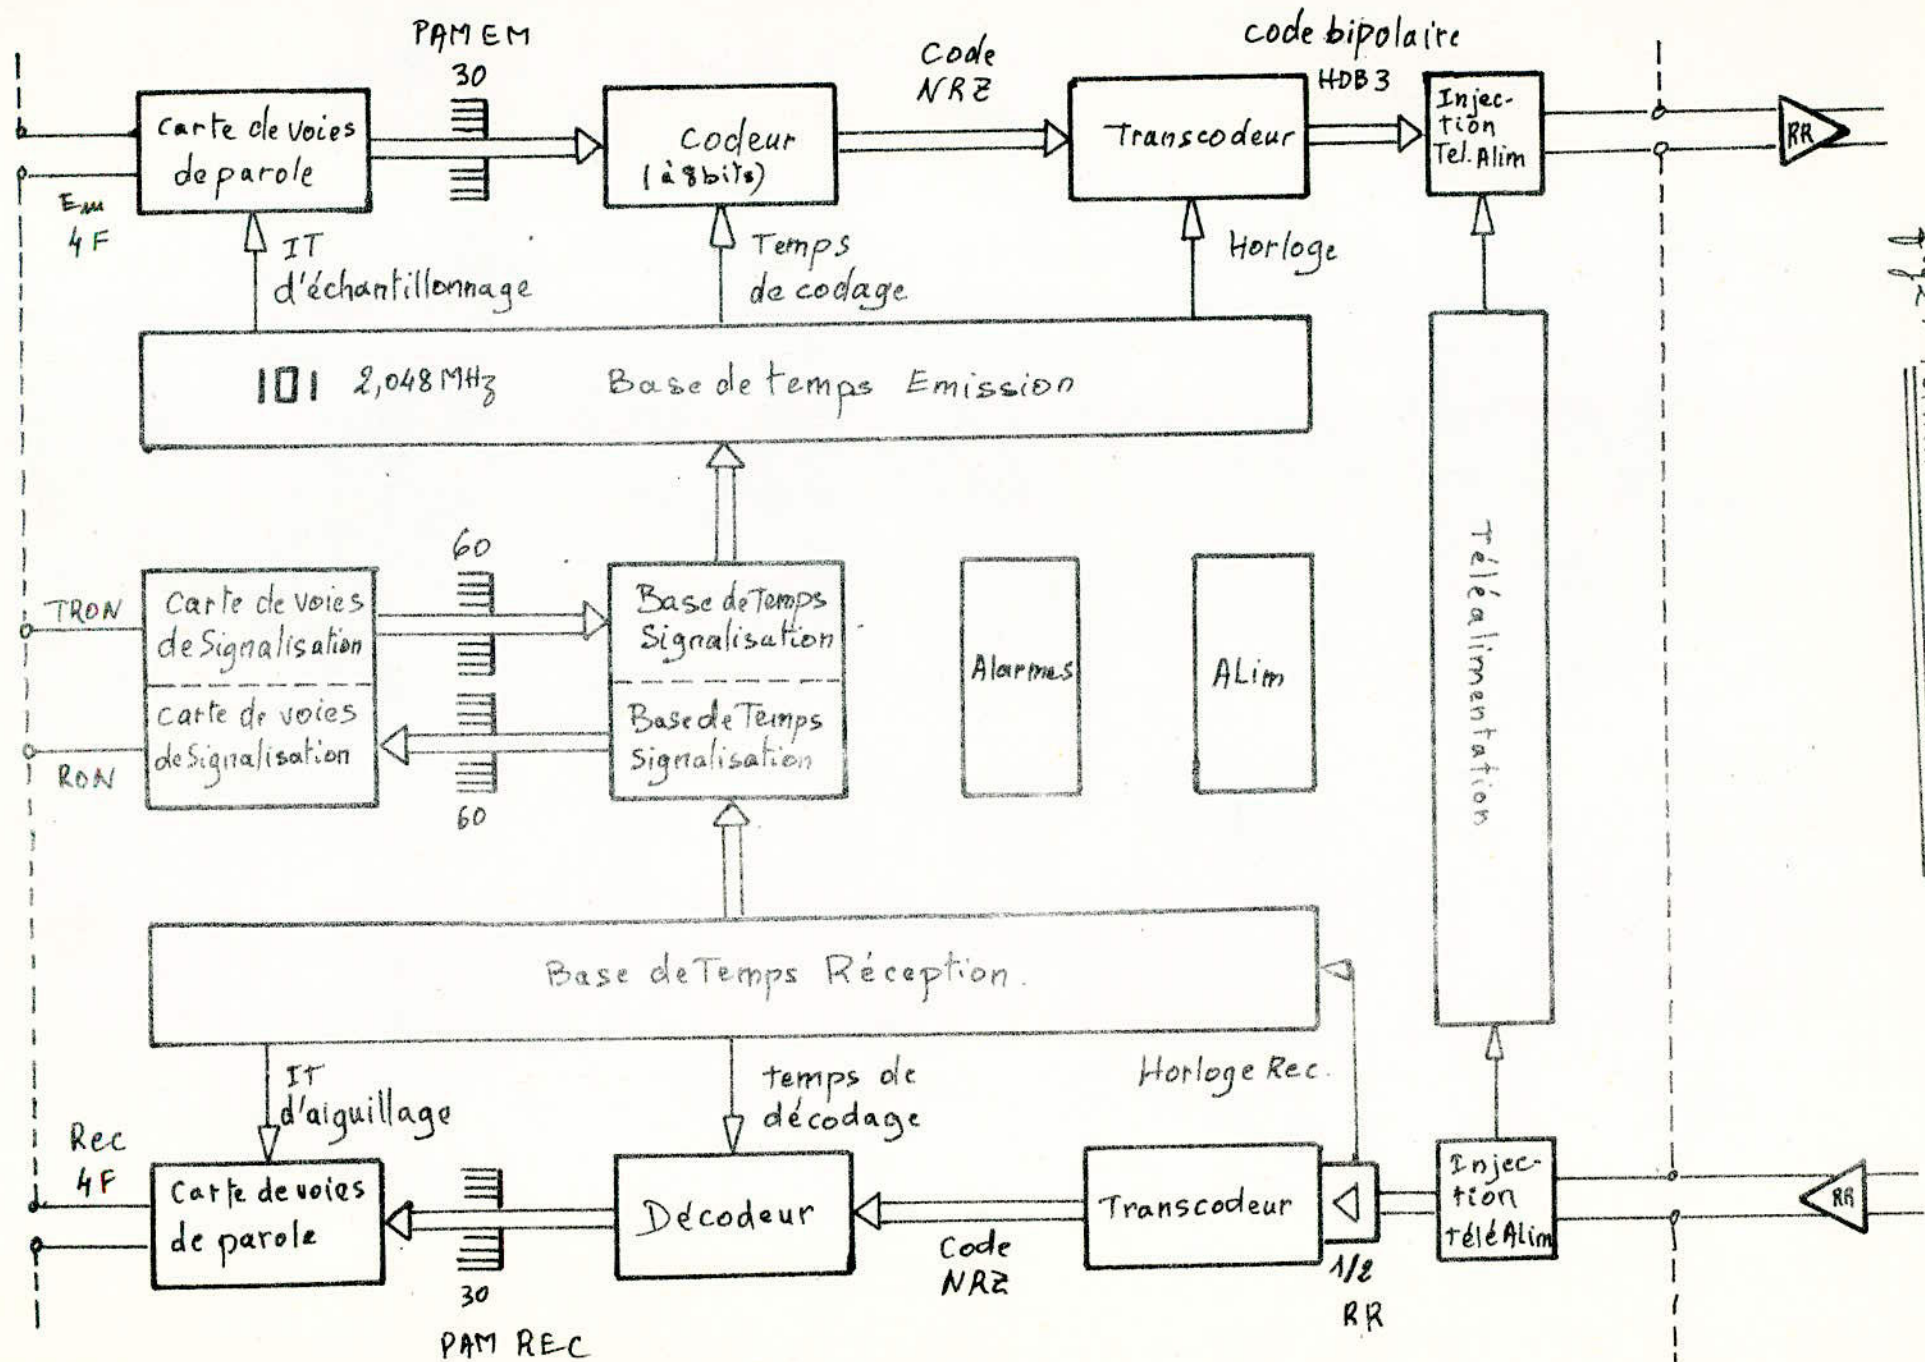 PAM EM
30
Code
NRZ
code bipolaire
HDB3
Carte de voies
de parole
Codeur
(à 8 bits)
Transcodeur
Injec-
tion
Tel. Alim
RR
Em
4F
IT
d'échantillonnage
Temps
de codage
Horloge
2,048 MHz
Base de temps Emission
60
TRON
Carte de voies
de Signalisation
Base de Temps
Signalisation
Alarmes
ALim
Téléalimentation
Carte de voies
de Signalisation
Base de Temps
Signalisation
RON
60
Base de Temps Réception.
IT
d'aiguillage
temps de
décodage
Horloge Rec.
Rec
4F
Carte de voies
de parole
Décodeur
Transcodeur
Injec-
tion
téléAlim
RR
30
Code
NRZ
1/2
RR
PAM REC